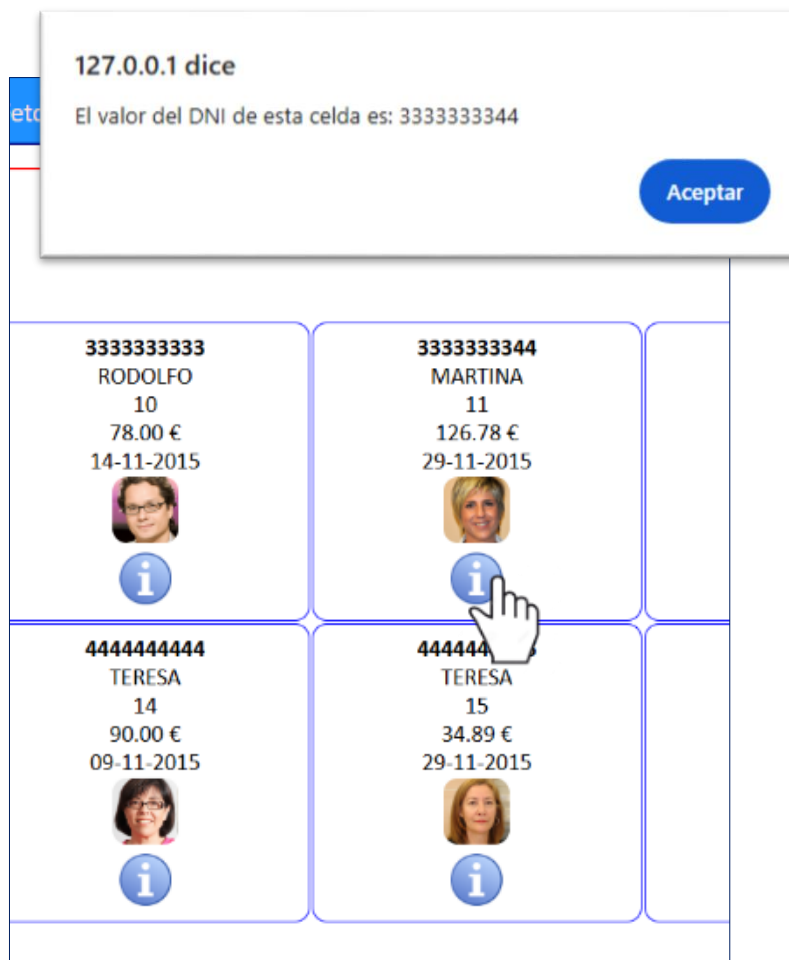 127.0.0.1 dice
El valor del DNI de esta celda es: 3333333344
Aceptar
3333333333
RODOLFO
10
78.00 €
14-11-2015
i
3333333344
MARTINA
11
126.78 €
29-11-2015
i
4444444444
TERESA
14
90.00 €
09-11-2015
i
TERESA
15
34.89 €
29-11-2015
i